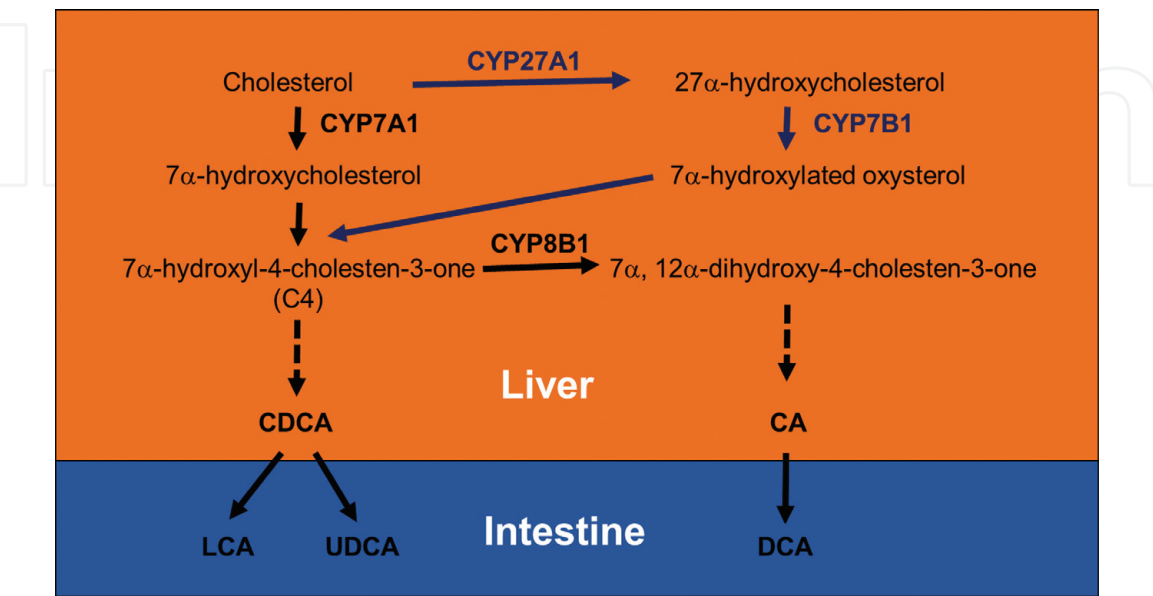 CYP27A1
Cholesterol
27α-hydroxycholesterol
CYP7A1
CYP7B1
7α-hydroxycholesterol
7α-hydroxylated oxysterol
CYP8B1
7α-hydroxyl-4-cholesten-3-one
(C4)
7α, 12α-dihydroxy-4-cholesten-3-one
Liver
CDCA
CA
Intestine
LCA
UDCA
DCA